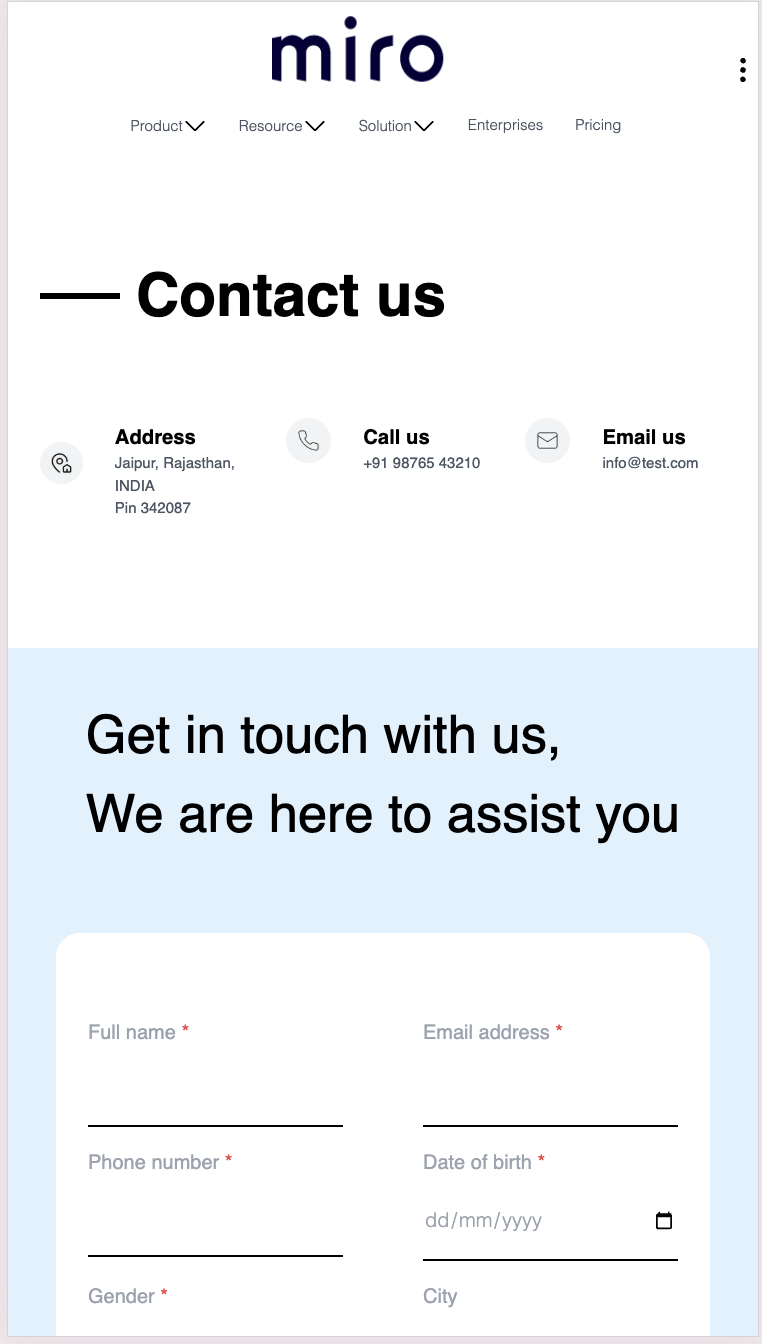 miro
Product Resource Solution Enterprises Pricing
Contact us
Address
Jaipur, Rajasthan,
INDIA
Pin 342087
Call us
+91 98765 43210
Email us
info@test.com
Get in touch with us,
We are here to assist you
Full name *
Email address *
Phone number *
Date of birth *
dd/mm/yyyy
Gender *
City